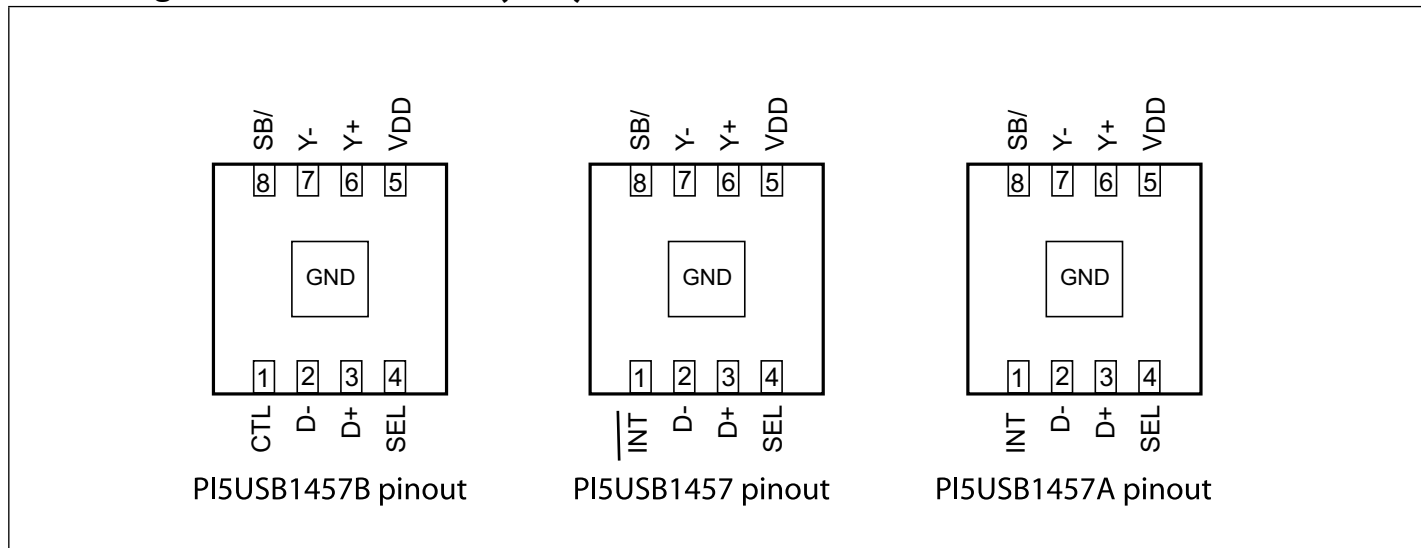 SB/ Y- Y+ VDD
8 7 6 5
GND
1 2 3 4
CTL D- D+ SEL
PI5USB1457B pinout
SB/ Y- Y+ VDD
8 7 6 5
GND
1 2 3 4
INT D- D+ SEL
PI5USB1457 pinout
SB/ Y- Y+ VDD
8 7 6 5
GND
1 2 3 4
INT D- D+ SEL
PI5USB1457A pinout